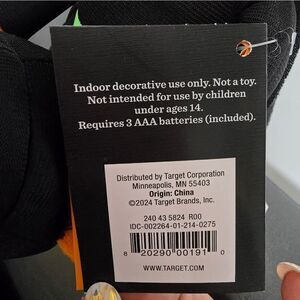 Indoor decorative use only. Not a toy.
Not intended for use by children
under ages 14.
Requires 3 AAA batteries (included).
Distributed by Target Corporation
Minneapolis, MN 55403
Origin: China
©2024 Target Brands, Inc.
240 43 5824 R00
IDC-002264-01-214-0275
8 20290 00191 0
WWW.TARGET.COM